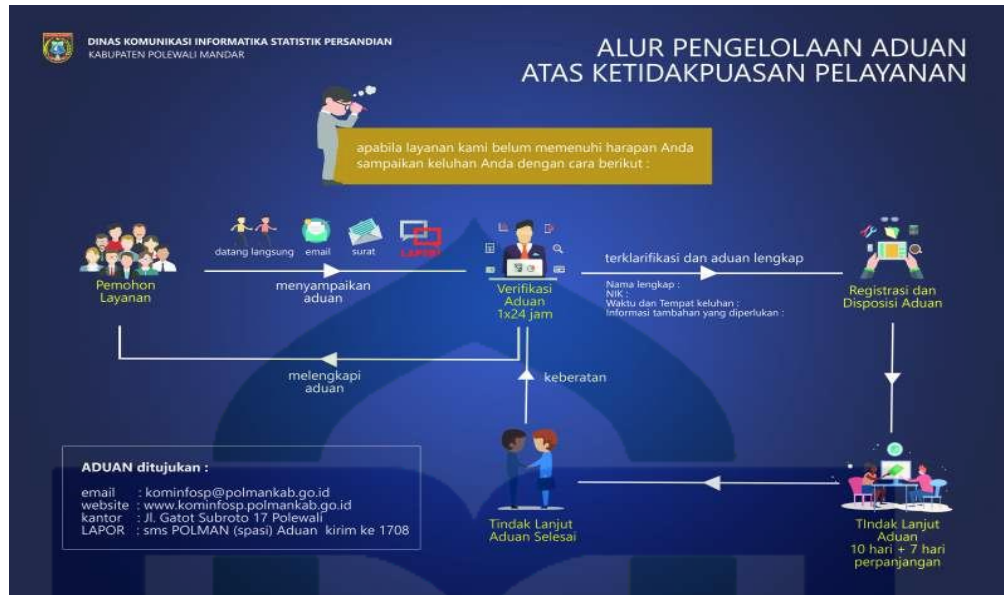 DINAS KOMUNIKASI INFORMATIKA STATISTIK PERSANDIAN
KABUPATEN POLEWALI MANDAR
ALUR PENGELOLAAN ADUAN
ATAS KETIDAKPUASAN PELAYANAN
apabila layanan kami belum memenuhi harapan Anda
sampaikan keluhan Anda dengan cara berikut :
datang langsung
email
surat
LAPOR!
Pemohon
Layanan
menyampaikan
aduan
Verifikasi
Aduan
1x24 jam
terklarifikasi dan aduan lengkap
Nama lengkap :
NIK :
Waktu dan Tempat keluhan :
Informasi tambahan yang diperlukan :
Registrasi dan
Disposisi Aduan
melengkapi
aduan
keberatan
ADUAN ditujukan :
email : kominfosp@polmankab.go.id
website : www.kominfosp.polmankab.go.id
kantor : Jl. Gatot Subroto 17 Polewali
LAPOR : sms POLMAN (spasi) Aduan kirim ke 1708
Tindak Lanjut
Aduan Selesai
TIndak Lanjut
Aduan
10 hari + 7 hari
perpanjangan